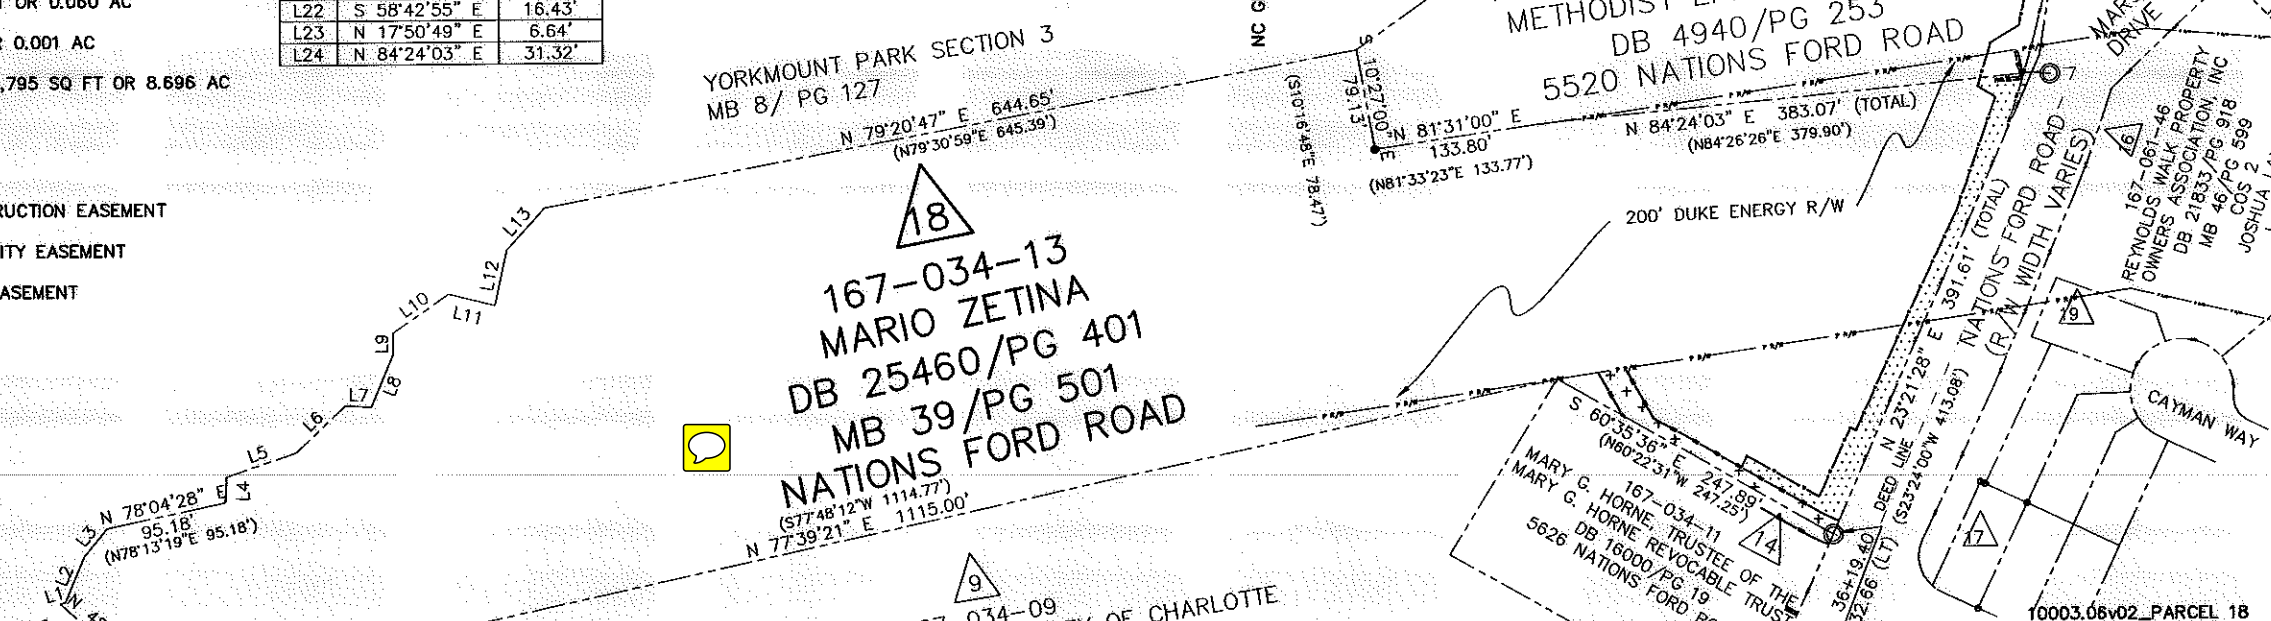 OR 0.060 AC
0.001 AC
,795 SQ FT OR 8.696 AC
RUCTION EASEMENT
ITY EASEMENT
ASEMENT
L22 S 58°42'55" E 16.43'
L23 N 17°50'49" E 6.64'
L24 N 84°24'03" E 31.32'
YORKMOUNT PARK SECTION 3
MB 8/ PG 127
N 79°20'47" E 644.65'
(N79°30'59"E 645.39')
NC G
S 10°27'00" E
79.13'
(S10°16'48"E 78.47')
N 81°31'00" E
133.80'
(N81°33'23"E 133.77')
METHODIST
DB 4940/PG 253
5520 NATIONS FORD ROAD
N 84°24'03" E 383.07' (TOTAL)
(N84°26'26"E 379.90')
7
DRIVE
200' DUKE ENERGY R/W
18
167-034-13
MARIO ZETINA
DB 25460/PG 401
MB 39/PG 501
NATIONS FORD ROAD
(S77°48'12"W 1114.77')
N 77°39'21" E 1115.00'
L13
L12
L11
L10
L9
L8
L7
L6
L5
L4
N 78°04'28" E
95.18'
(N78°13'19"E 95.18')
L3
L2
L1
9
034-09
OF CHARLOTTE
S 60°35'36" E 247.89'
(N60°22'31"W 247.25')
167-034-11
MARY G. HORNE, TRUSTEE OF THE
MARY G. HORNE REVOCABLE TRUST
DB 16000/PG 19
5626 NATIONS FORD
14
N 23°21'28" E 391.61' (TOTAL)
DEED LINE
(S23°24'00"W 413.08')
NATIONS FORD ROAD
(R/W WIDTH VARIES)
36+19.40
(LT)
16
167-061-46
REYNOLDS WALK PROPERTY
OWNERS ASSOCIATION, INC
DB 21833/PG 918
MB 46/PG 599
COS 2
JOSHUA
19
CAYMAN WAY
17
10003.06v02_PARCEL 18